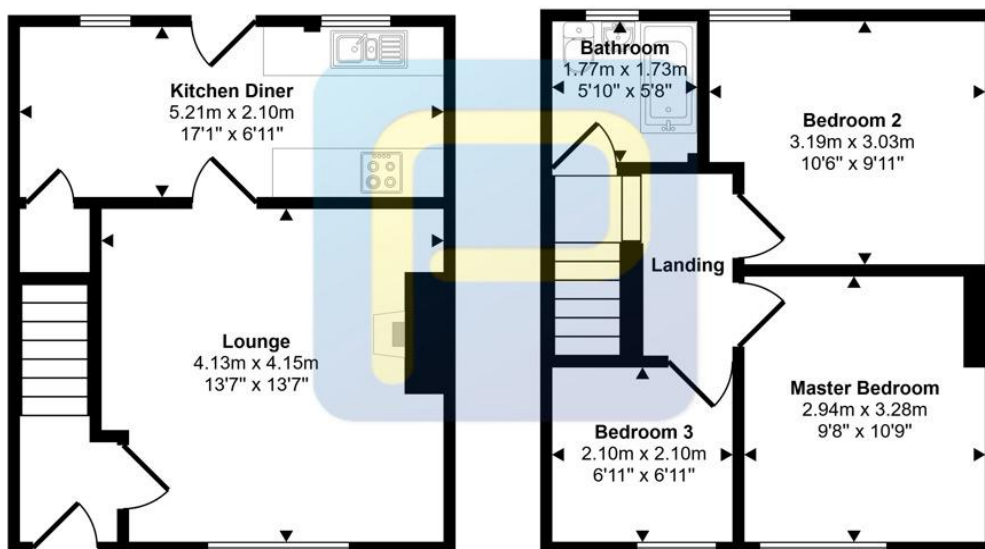 Kitchen Diner
5.21m x 2.10m
17'1" x 6'11"
Lounge
4.13m x 4.15m
13'7" x 13'7"
Bathroom
1.77m x 1.73m
5'10" x 5'8"
Bedroom 2
3.19m x 3.03m
10'6" x 9'11"
Landing
Master Bedroom
2.94m x 3.28m
9'8" x 10'9"
Bedroom 3
2.10m x 2.10m
6'11" x 6'11"